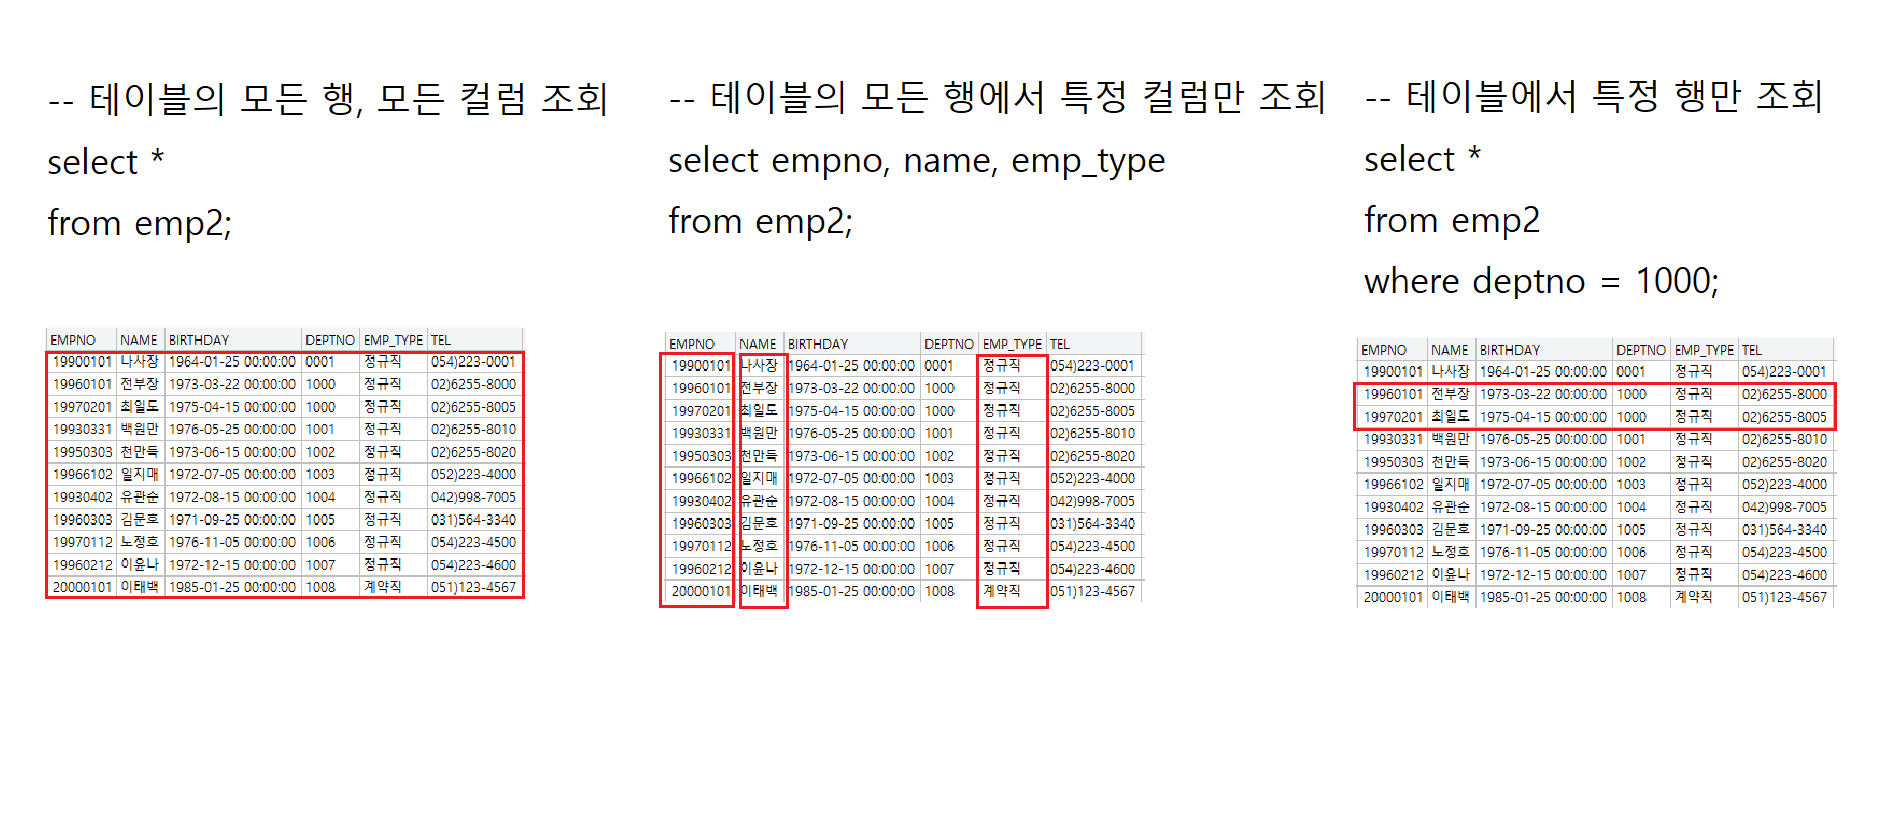 -- 테이블의 모든 행, 모든 컬럼 조회
select *
from emp2;
EMPNO NAME BIRTHDAY DEPTNO EMP_TYPE TEL
19900101 나사장 1964-01-25 00:00:00 0001 정규직 054)223-0001
19960101 전부장 1973-03-22 00:00:00 1000 정규직 02)6255-8000
19970201 최일도 1975-04-15 00:00:00 1000 정규직 02)6255-8005
19930331 백원만 1976-05-25 00:00:00 1001 정규직 02)6255-8010
19950303 천만득 1973-06-15 00:00:00 1002 정규직 02)6255-8020
19966102 일지매 1972-07-05 00:00:00 1003 정규직 052)223-4000
19930402 유관순 1972-08-15 00:00:00 1004 정규직 042)998-7005
19960303 김문호 1971-09-25 00:00:00 1005 정규직 031)564-3340
19970112 노정호 1976-11-05 00:00:00 1006 정규직 054)223-4500
19960212 이윤나 1972-12-15 00:00:00 1007 정규직 054)223-4600
20000101 이태백 1985-01-25 00:00:00 1008 계약직 051)123-4567
-- 테이블의 모든 행에서 특정 컬럼만 조회
select empno, name, emp_type
from emp2;
EMPNO NAME BIRTHDAY DEPTNO EMP_TYPE TEL
19900101 나사장 1964-01-25 00:00:00 0001 정규직 054)223-0001
19960101 전부장 1973-03-22 00:00:00 1000 정규직 02)6255-8000
19970201 최일도 1975-04-15 00:00:00 1000 정규직 02)6255-8005
19930331 백원만 1976-05-25 00:00:00 1001 정규직 02)6255-8010
19950303 천만득 1973-06-15 00:00:00 1002 정규직 02)6255-8020
19966102 일지매 1972-07-05 00:00:00 1003 정규직 052)223-4000
19930402 유관순 1972-08-15 00:00:00 1004 정규직 042)998-7005
19960303 김문호 1971-09-25 00:00:00 1005 정규직 031)564-3340
19970112 노정호 1976-11-05 00:00:00 1006 정규직 054)223-4500
19960212 이윤나 1972-12-15 00:00:00 1007 정규직 054)223-4600
20000101 이태백 1985-01-25 00:00:00 1008 계약직 051)123-4567
-- 테이블에서 특정 행만 조회
select *
from emp2
where deptno = 1000;
EMPNO NAME BIRTHDAY DEPTNO EMP_TYPE TEL
19900101 나사장 1964-01-25 00:00:00 0001 정규직 054)223-0001
19960101 전부장 1973-03-22 00:00:00 1000 정규직 02)6255-8000
19970201 최일도 1975-04-15 00:00:00 1000 정규직 02)6255-8005
19930331 백원만 1976-05-25 00:00:00 1001 정규직 02)6255-8010
19950303 천만득 1973-06-15 00:00:00 1002 정규직 02)6255-8020
19966102 일지매 1972-07-05 00:00:00 1003 정규직 052)223-4000
19930402 유관순 1972-08-15 00:00:00 1004 정규직 042)998-7005
19960303 김문호 1971-09-25 00:00:00 1005 정규직 031)564-3340
19970112 노정호 1976-11-05 00:00:00 1006 정규직 054)223-4500
19960212 이윤나 1972-12-15 00:00:00 1007 정규직 054)223-4600
20000101 이태백 1985-01-25 00:00:00 1008 계약직 051)123-4567